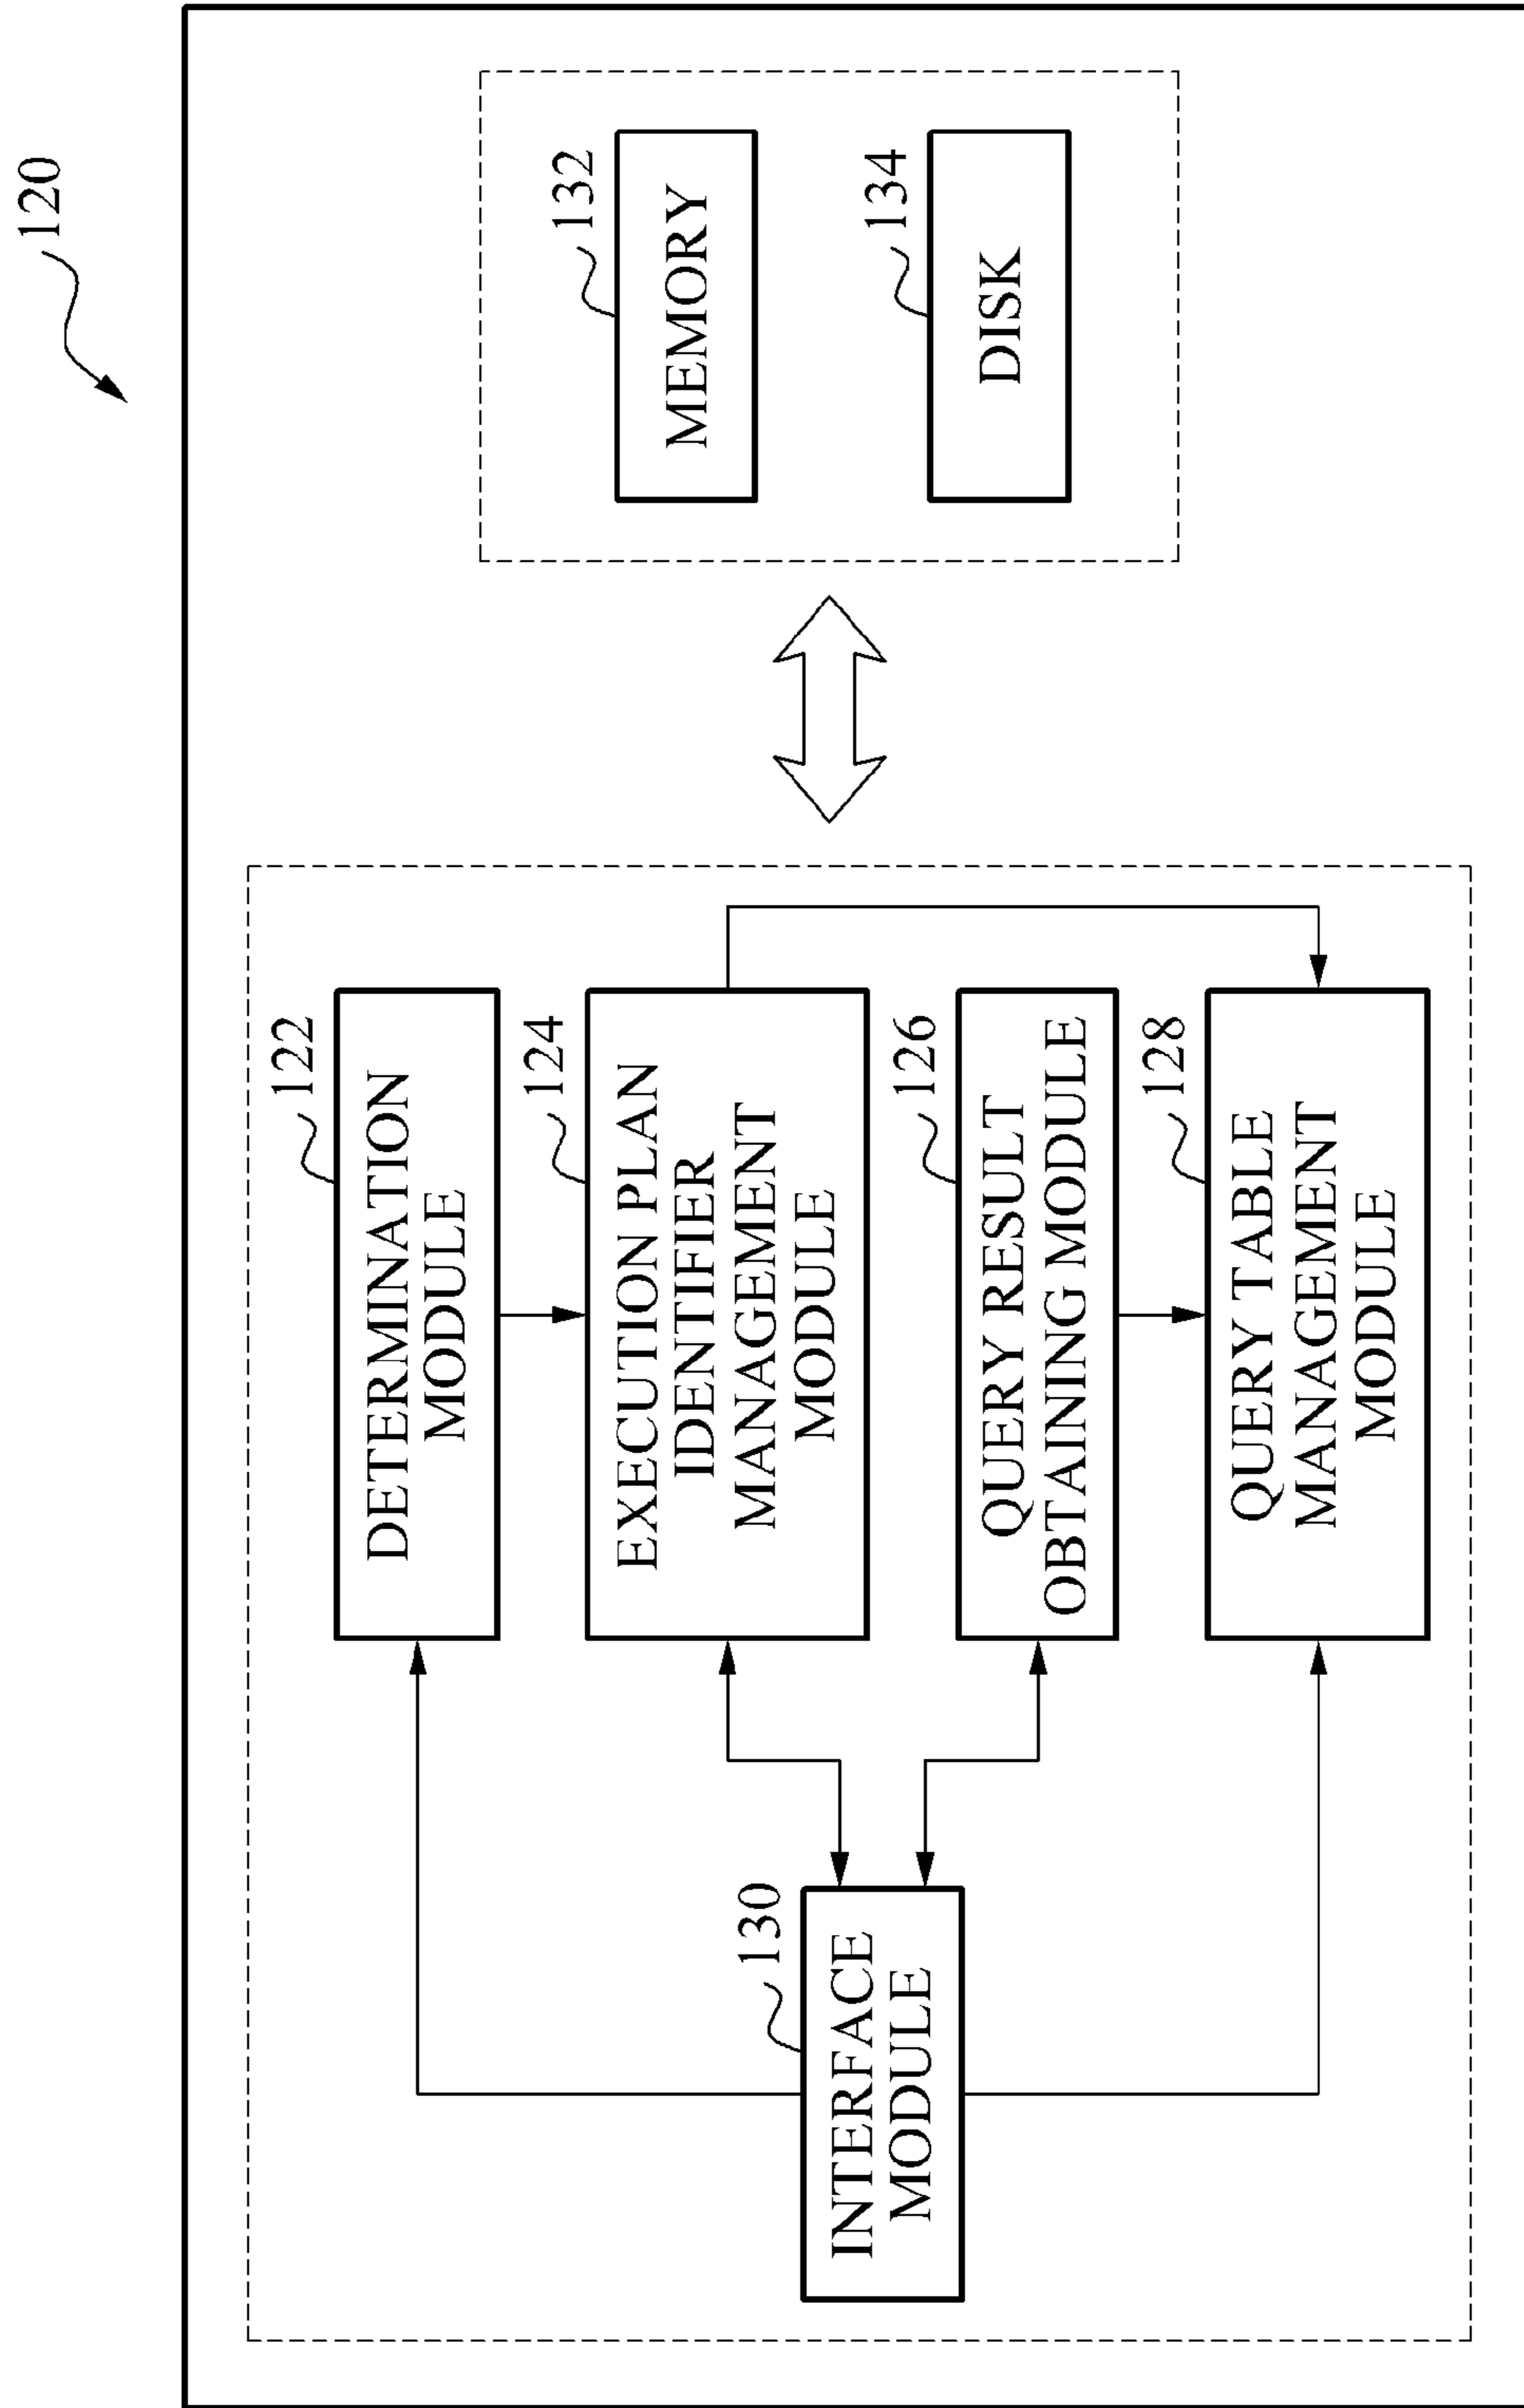 120
122
DETERMINATION
MODULE
124
EXECUTION PLAN
IDENTIFIER
MANAGEMENT
MODULE
130
INTERFACE
MODULE
126
QUERY RESULT
OBTAINING MODULE
128
QUERY TABLE
MANAGEMENT
MODULE
132
MEMORY
134
DISK